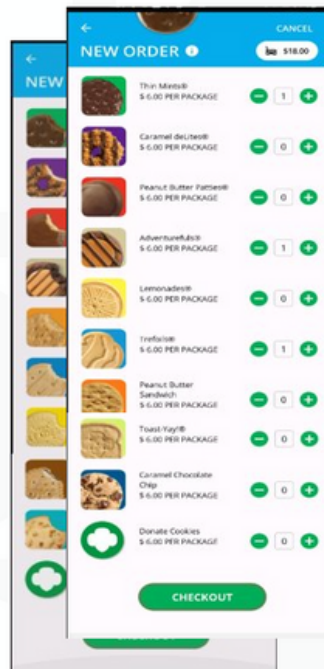 CANCEL
NEW ORDER
$18.00
Thin Mints®
$ 6.00 PER PACKAGE
1
Caramel deLites®
$ 6.00 PER PACKAGE
0
Peanut Butter Patties®
$ 6.00 PER PACKAGE
0
Adventurefuls®
$ 6.00 PER PACKAGE
1
Lemonades®
$ 6.00 PER PACKAGE
0
Trefoils®
$ 6.00 PER PACKAGE
1
Peanut Butter
Sandwich
$ 6.00 PER PACKAGE
0
Toast-Yay!®
$ 6.00 PER PACKAGE
0
Caramel Chocolate
Chip
$ 6.00 PER PACKAGE
0
Donate Cookies
$ 6.00 PER PACKAGE
0
CHECKOUT
NEW